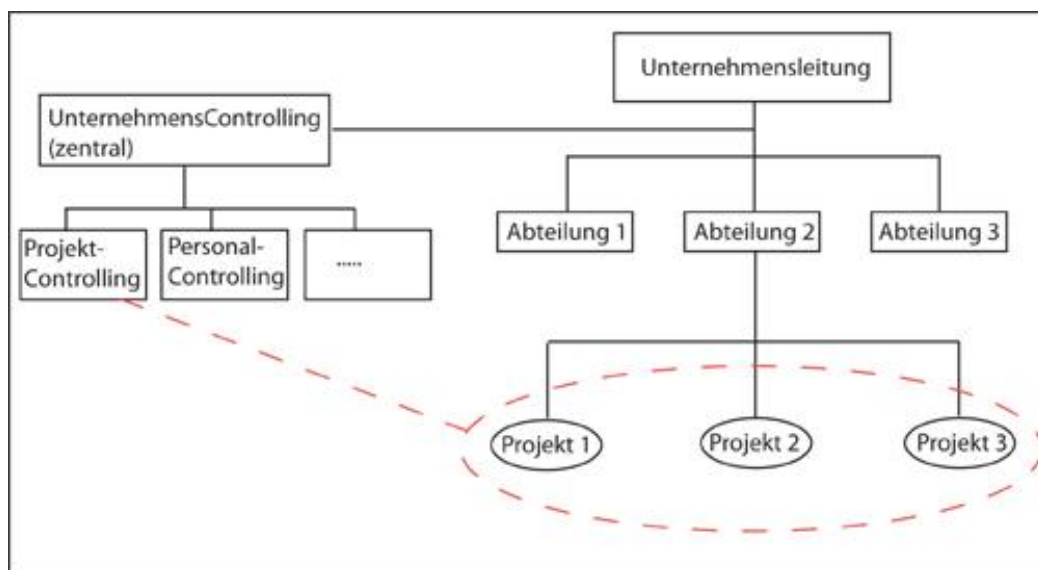 Unternehmensleitung
UnternehmensControlling
(zentral)
Abteilung 1
Abteilung 2
Abteilung 3
Projekt-
Controlling
Personal-
Controlling
.....
Projekt 1
Projekt 2
Projekt 3